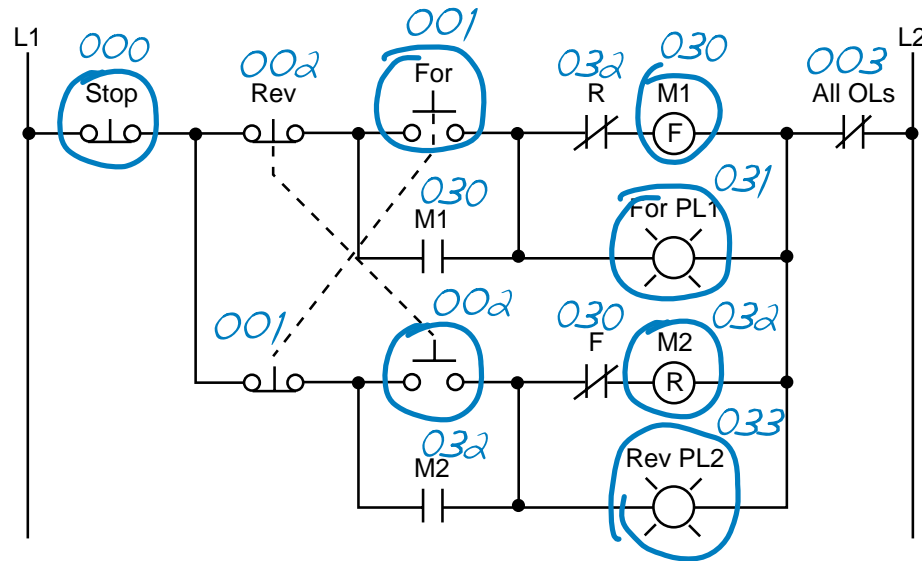 L1 L2
000 002 001 032 030 003
Stop Rev For R M1 All OLs
F
030 031
M1 For PL1
001 002 030 032
F M2
R
032 033
M2 Rev PL2